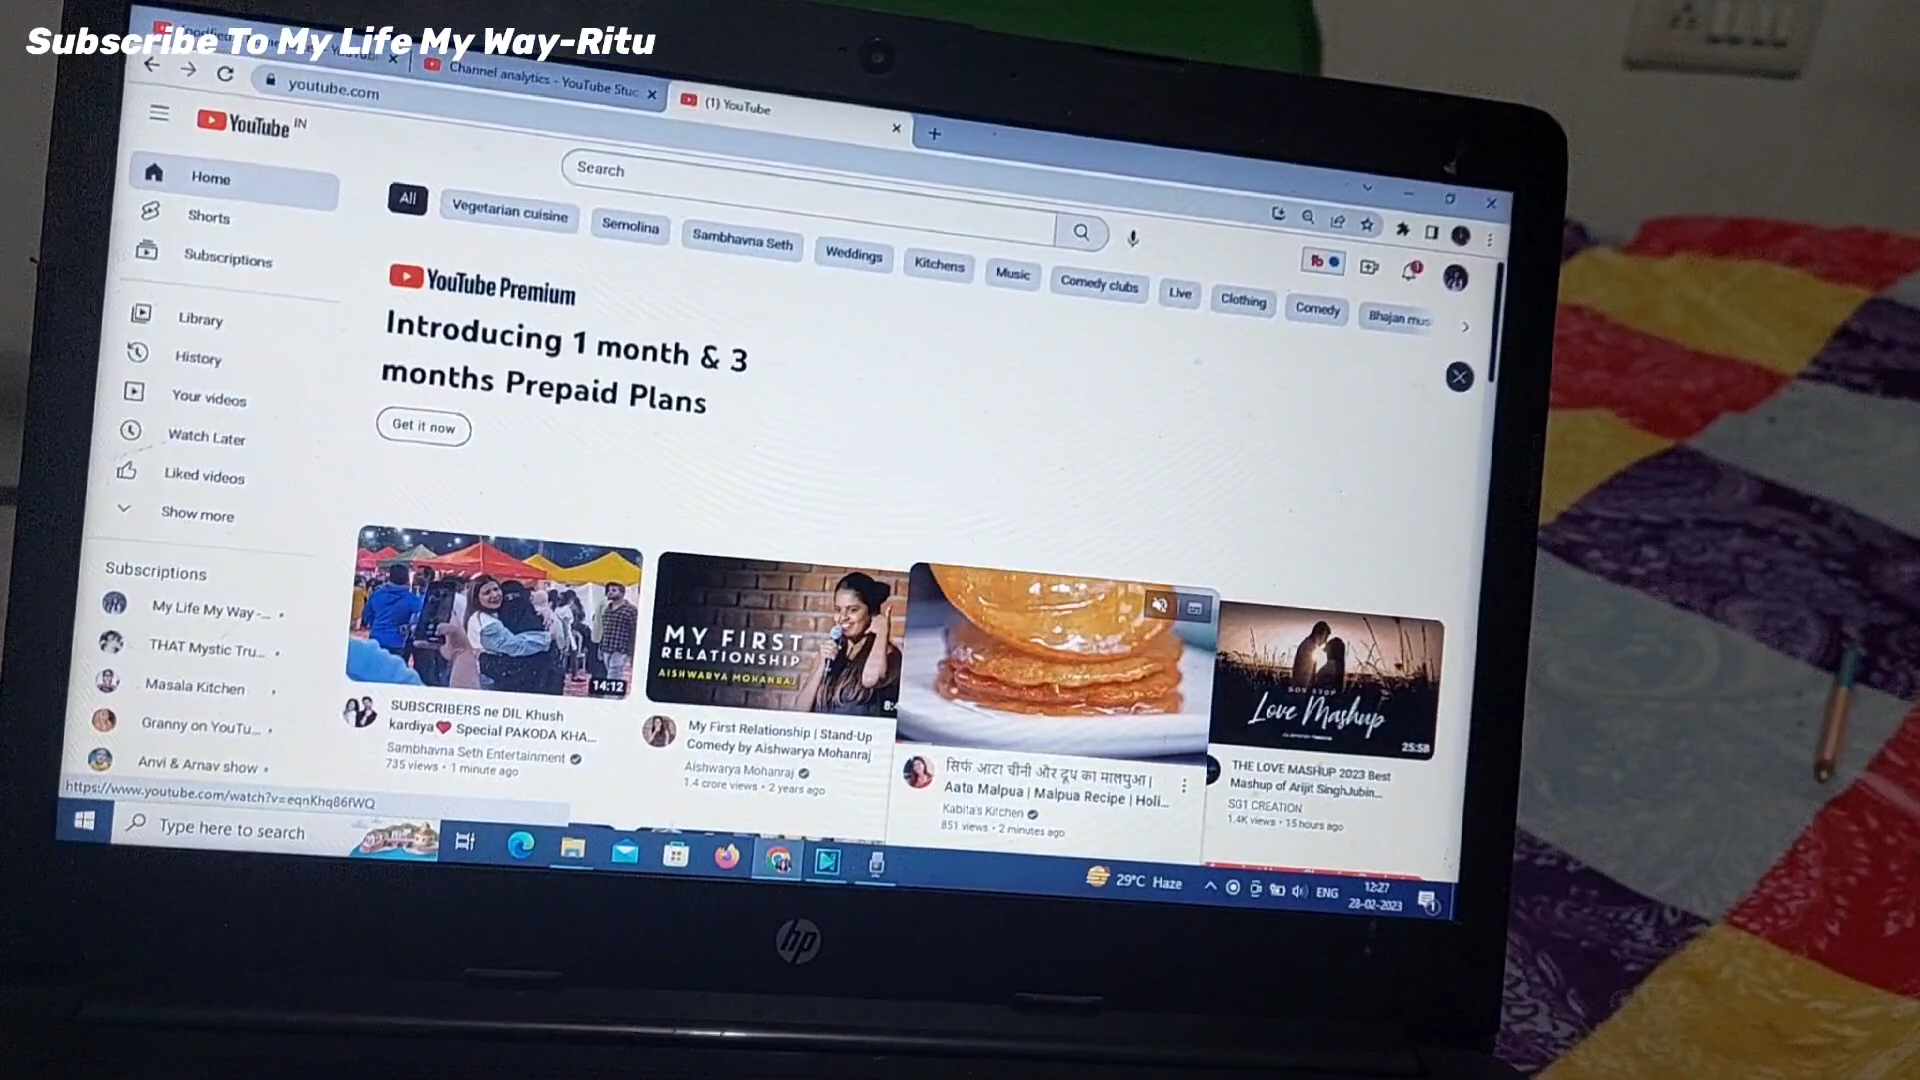 Subscribe To My Life My Way-Ritu
Channel analytics - YouTube Stuc
(1) YouTube
youtube.com
YouTube IN
Search
Home
Shorts
Subscriptions
Library
History
Your videos
Watch Later
Liked videos
Show more
Subscriptions
My Life My Way-...
THAT Mystic Tru...
Masala Kitchen
Granny on YouTu...
Anvi & Arnav show
All
Vegetarian cuisine
Semolina
Sambhavna Seth
Weddings
Kitchens
Music
Comedy clubs
Live
Clothing
Comedy
Bhajan mus
YouTube Premium
Introducing 1 month & 3
months Prepaid Plans
Get it now
14:12
SUBSCRIBERS ne DIL Khush
kardiya❤ Special PAKODA KHA...
Sambhavna Seth Entertainment
735 views • 1 minute ago
MY FIRST
RELATIONSHIP
AISHWARYA MOHANRAJ
8:4
My First Relationship | Stand-Up
Comedy by Aishwarya Mohanraj
Aishwarya Mohanraj
1.4 crore views • 2 years ago
सिर्फ आटा चीनी और दूध का मालपुआ|
Aata Malpua | Malpua Recipe | Holi...
Kabita's Kitchen
851 views • 2 minutes ago
NON STOP
Love Mashup
25:58
THE LOVE MASHUP 2023 Best
Mashup of Arijit SinghJubin...
SG1 CREATION
1.4K views • 15 hours ago
https://www.youtube.com/watch?v=eqnKhq86fWQ
Type here to search
29°C Haze
ENG
12:27
28-02-2023
1
hp